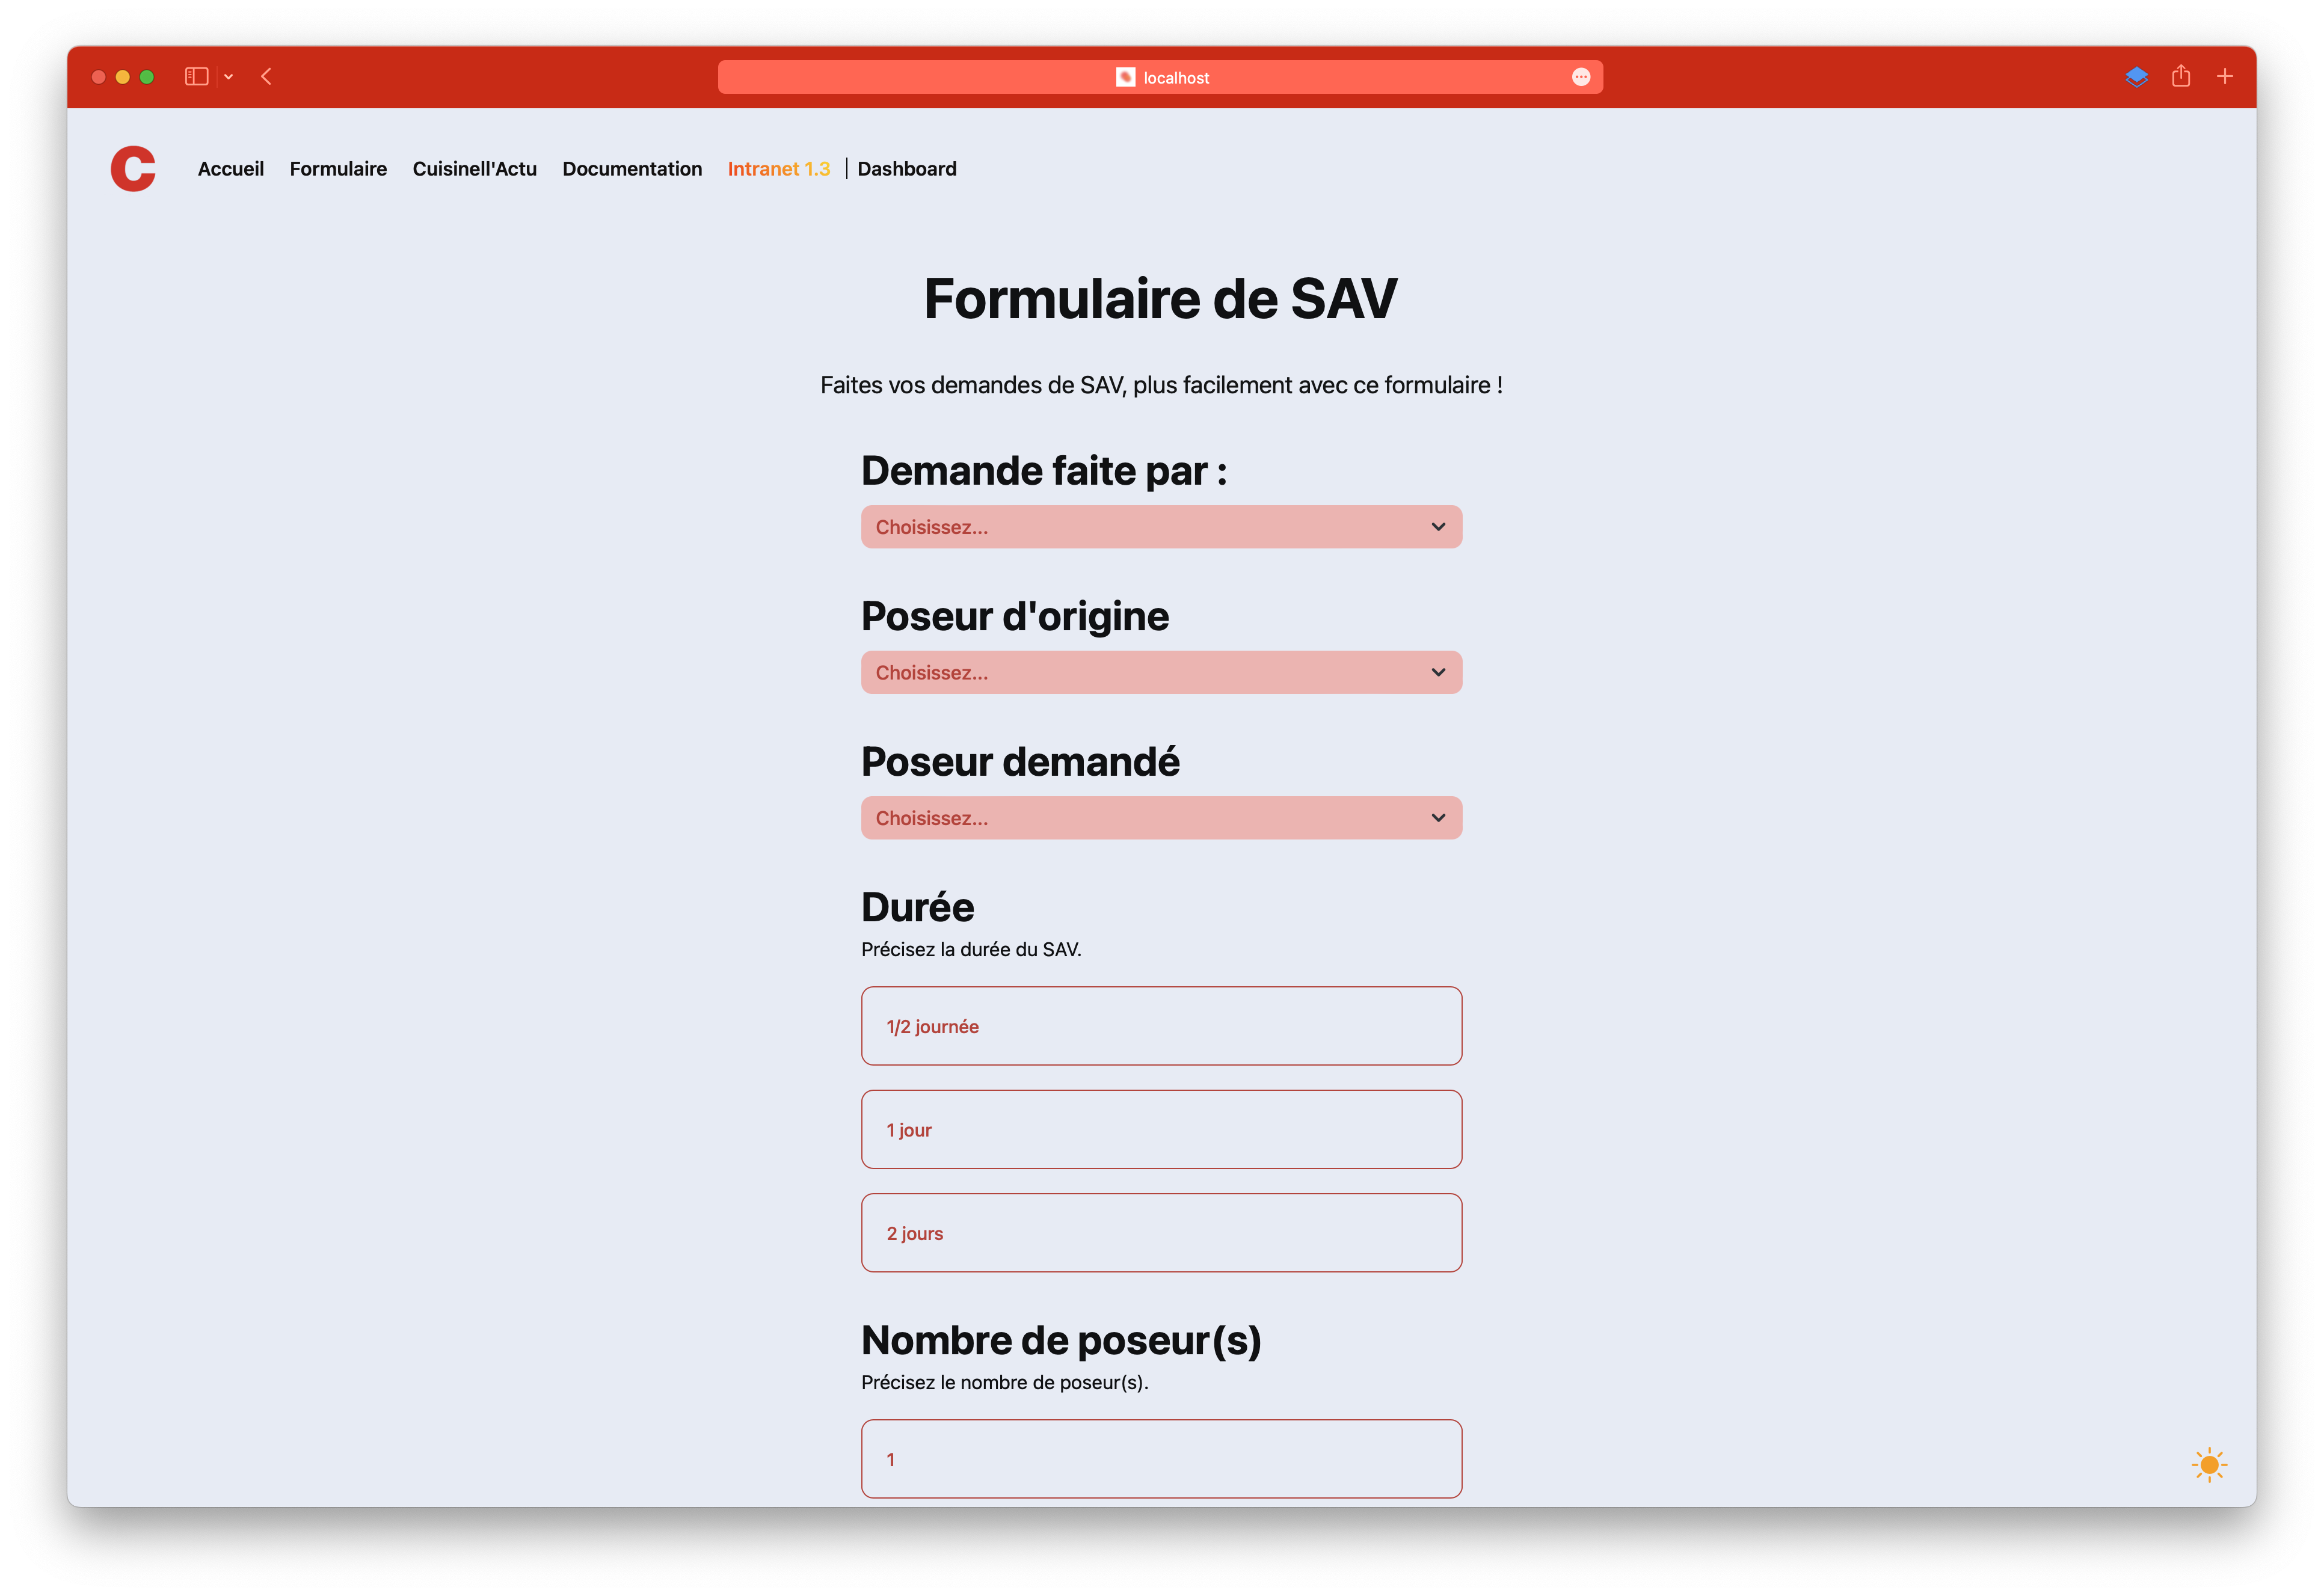 localhost
C
Accueil Formulaire Cuisinell'Actu Documentation Intranet 1.3 | Dashboard
Formulaire de SAV
Faites vos demandes de SAV, plus facilement avec ce formulaire !
Demande faite par :
Choisissez...
Poseur d'origine
Choisissez...
Poseur demandé
Choisissez...
Durée
Précisez la durée du SAV.
1/2 journée
1 jour
2 jours
Nombre de poseur(s)
Précisez le nombre de poseur(s).
1